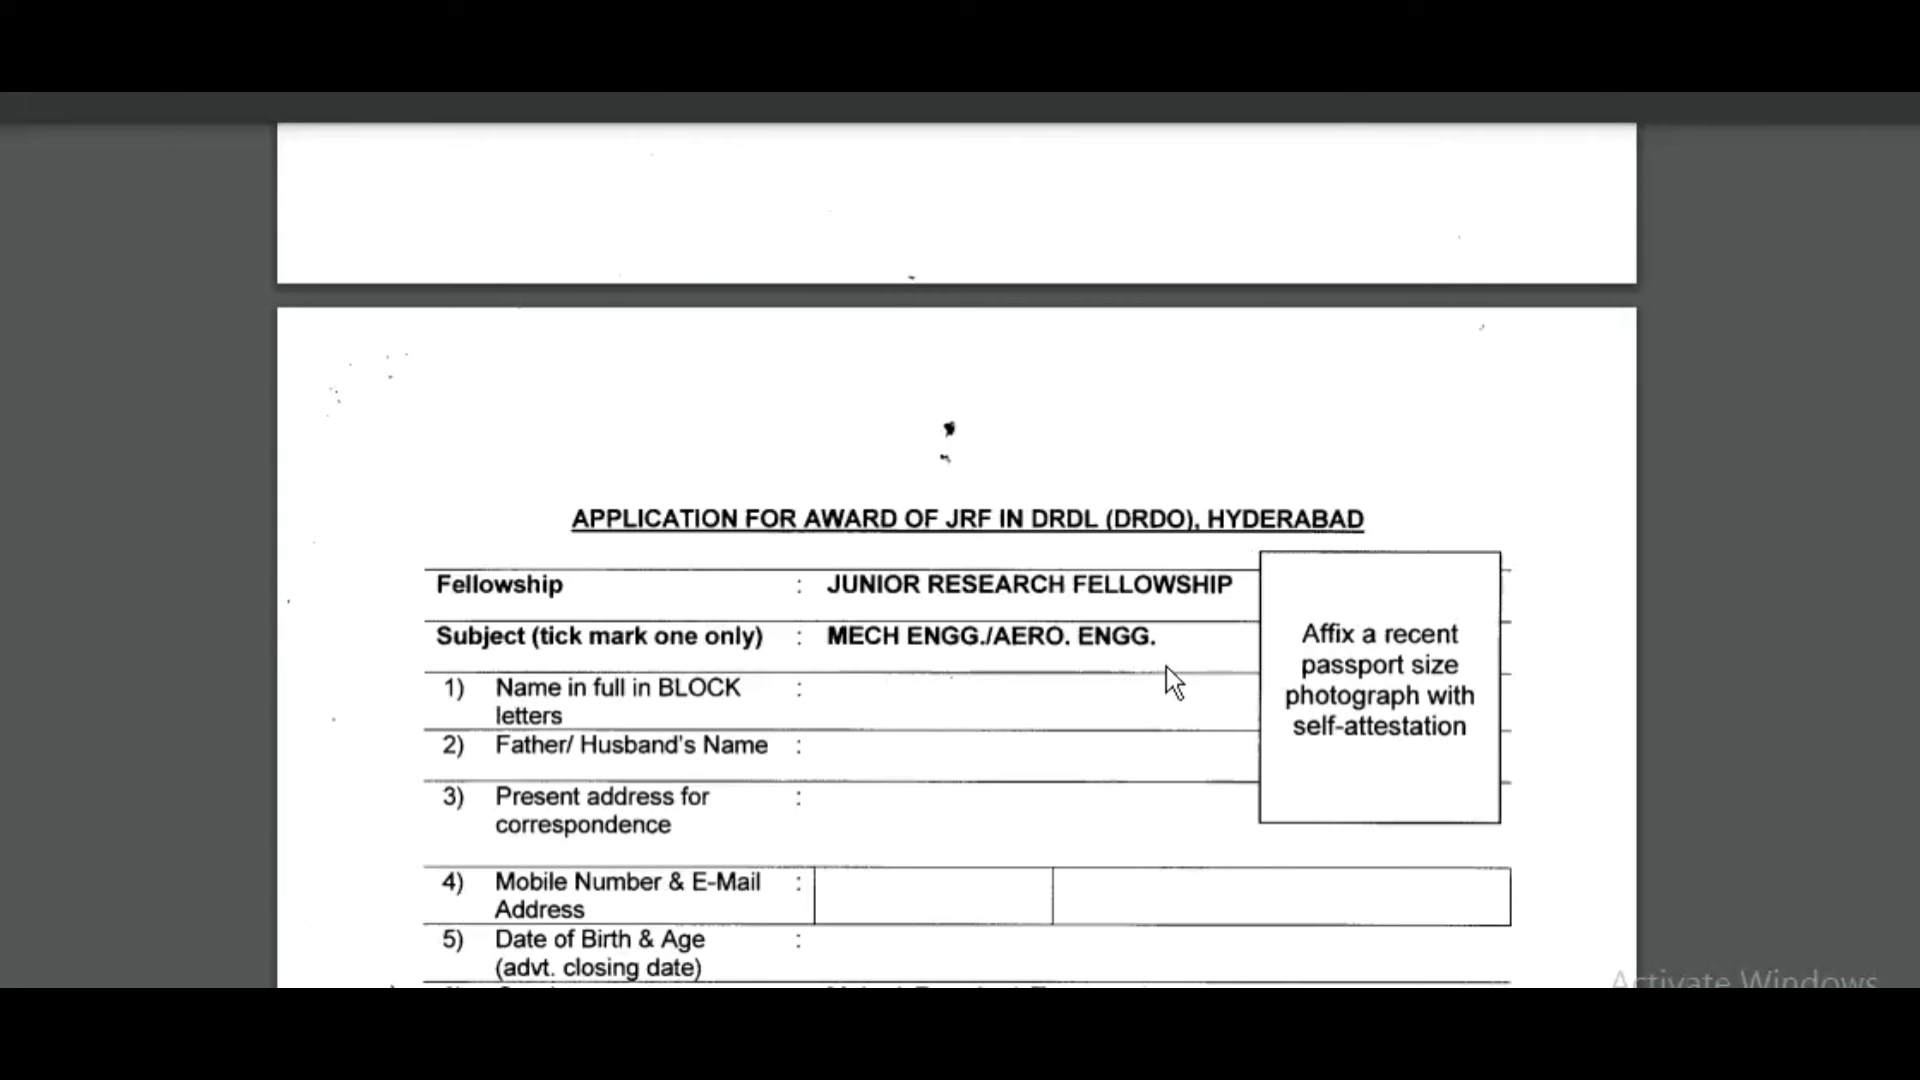 APPLICATION FOR AWARD OF JRF IN DRDL (DRDO), HYDERABAD
Fellowship : JUNIOR RESEARCH FELLOWSHIP
Subject (tick mark one only) : MECH ENGG./AERO. ENGG.
Affix a recent
passport size
photograph with
self-attestation
1) Name in full in BLOCK :
letters
2) Father/ Husband's Name :
3) Present address for :
correspondence
4) Mobile Number & E-Mail :
Address
5) Date of Birth & Age :
(advt. closing date)
Activate Windows